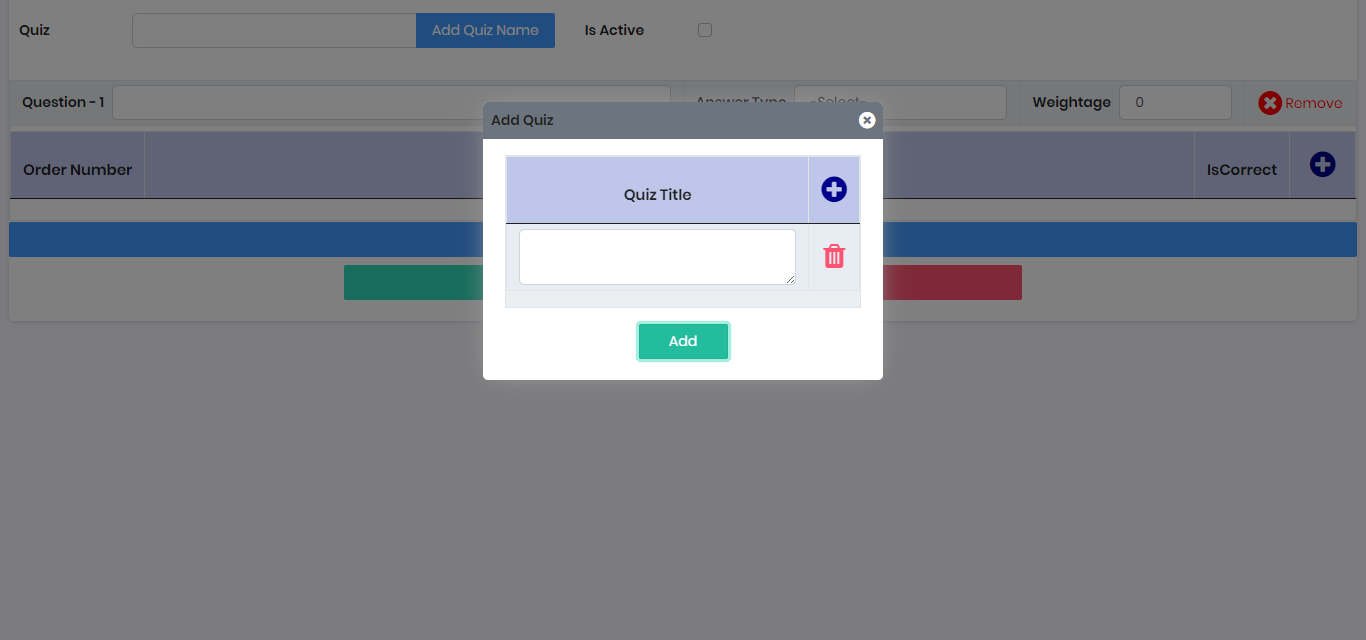 Quiz
Add Quiz Name
Is Active
Question - 1
Answer Type
-Select-
Weightage
0
Remove
Add Quiz
Order Number
IsCorrect
Quiz Title
Add